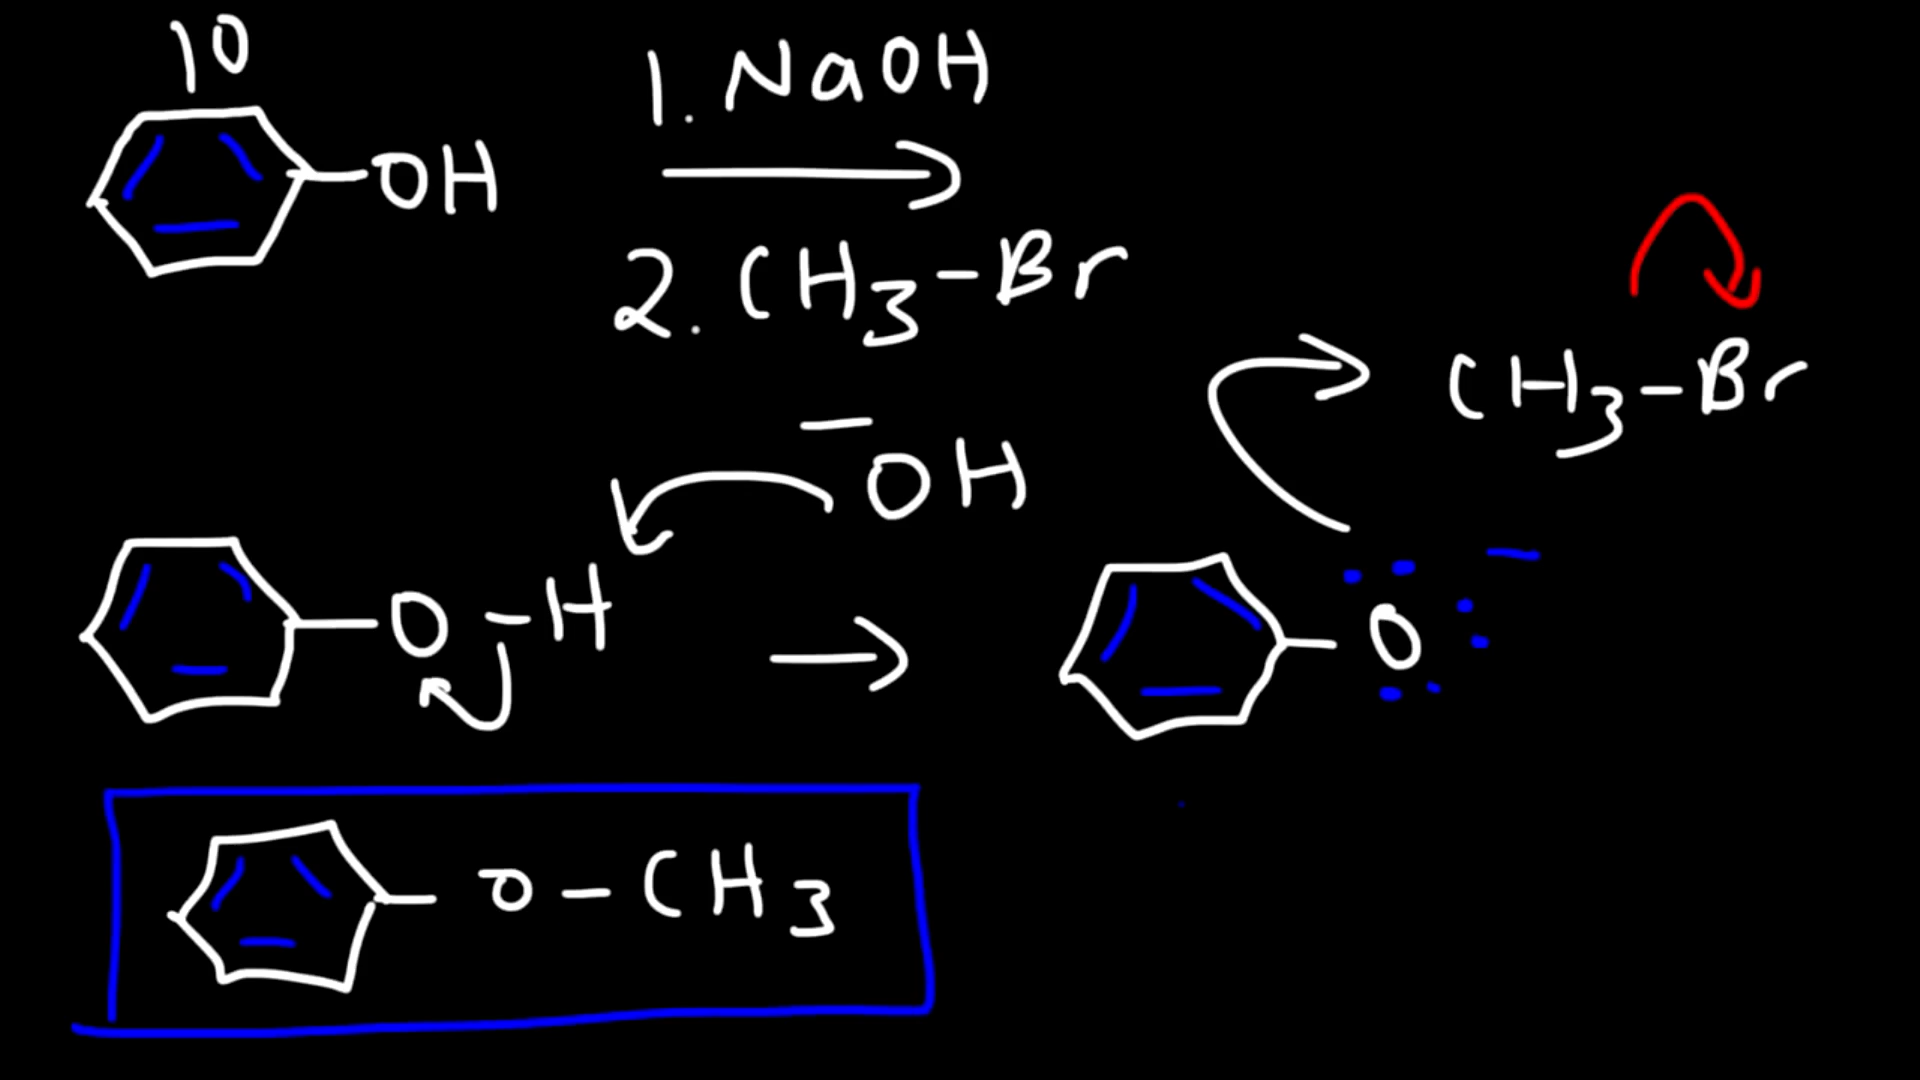 10
OH
1. NaOH
2. CH3-Br
CH3-Br
-
OH
O-H
O
-
O-CH3